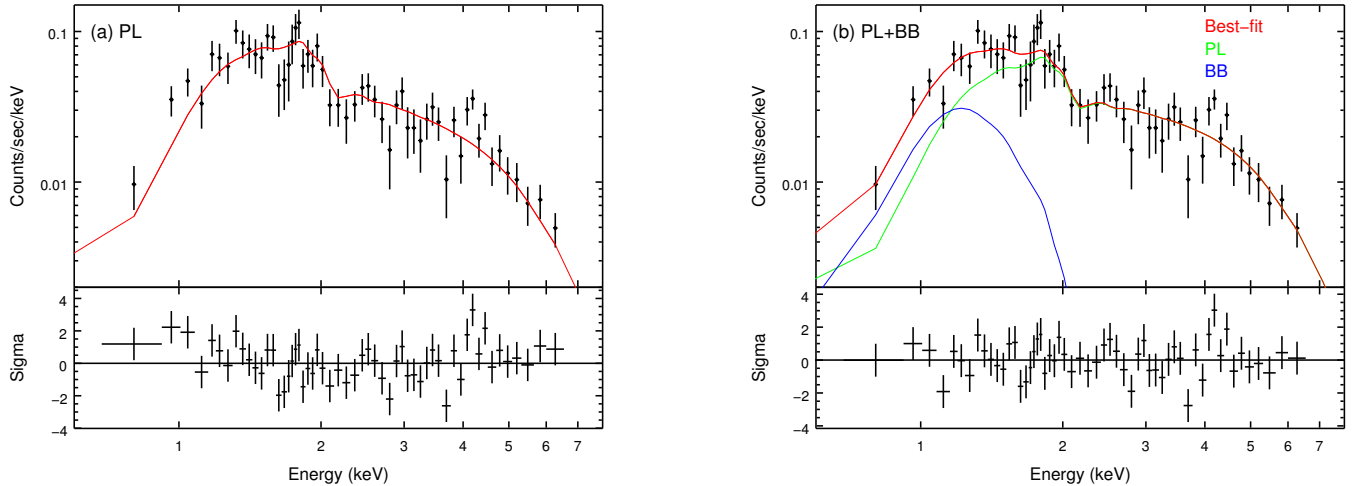 (a) PL
Counts/sec/keV
0.1
0.01
Sigma
4
2
0
−2
−4
1
2
3
4
5
6
7
Energy (keV)
(b) PL+BB
Best−fit
PL
BB
Counts/sec/keV
0.1
0.01
Sigma
4
2
0
−2
−4
1
2
3
4
5
6
7
Energy (keV)